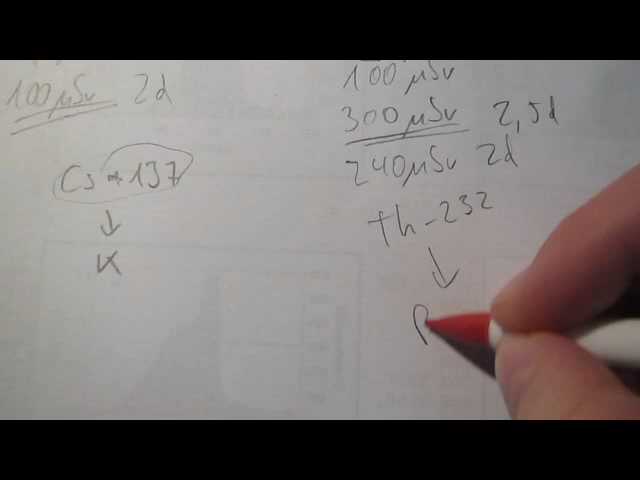 100 µSv 2d
Cs-137
↓
K
100 µSv
300 µSv 2,5d
240 µSv 2d
Th-232
↓